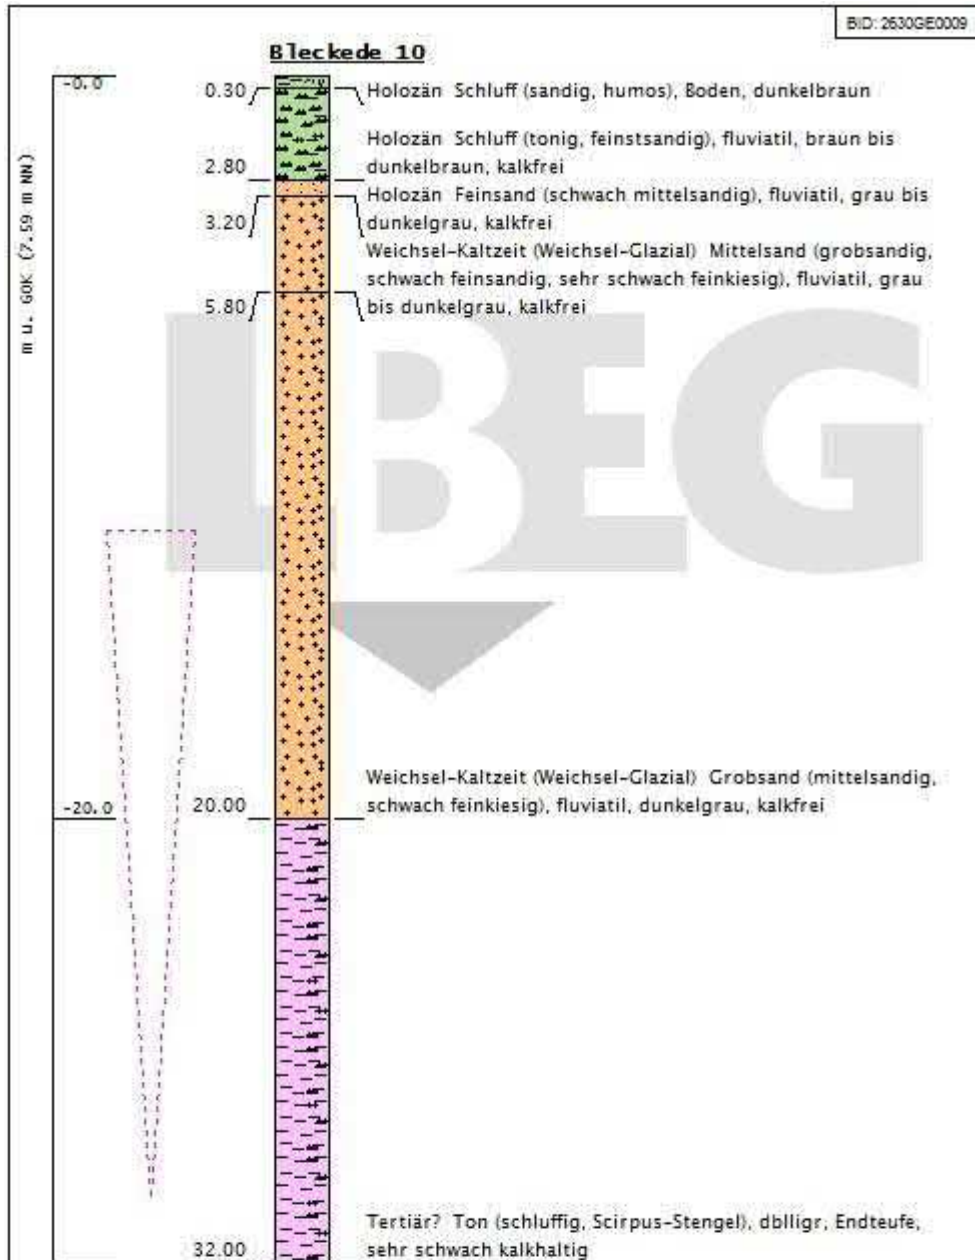 BID: 2630GE0009
Bleckede 10
-0.0
0.30 Holozän Schluff (sandig, humos), Boden, dunkelbraun
Holozän Schluff (tonig, feinstsandig), fluviatil, braun bis
2.80 dunkelbraun, kalkfrei
Holozän Feinsand (schwach mittelsandig), fluviatil, grau bis
3.20 dunkelgrau, kalkfrei
Weichsel-Kaltzeit (Weichsel-Glazial) Mittelsand (grobsandig,
schwach feinsandig, sehr schwach feinkiesig), fluviatil, grau
5.80 bis dunkelgrau, kalkfrei
m u. GOK (7.59 m NN)
LBEG
Weichsel-Kaltzeit (Weichsel-Glazial) Grobsand (mittelsandig,
-20.0 20.00 schwach feinkiesig), fluviatil, dunkelgrau, kalkfrei
Tertiär? Ton (schluffig, Scirpus-Stengel), dblligr, Endteufe,
32.00 sehr schwach kalkhaltig